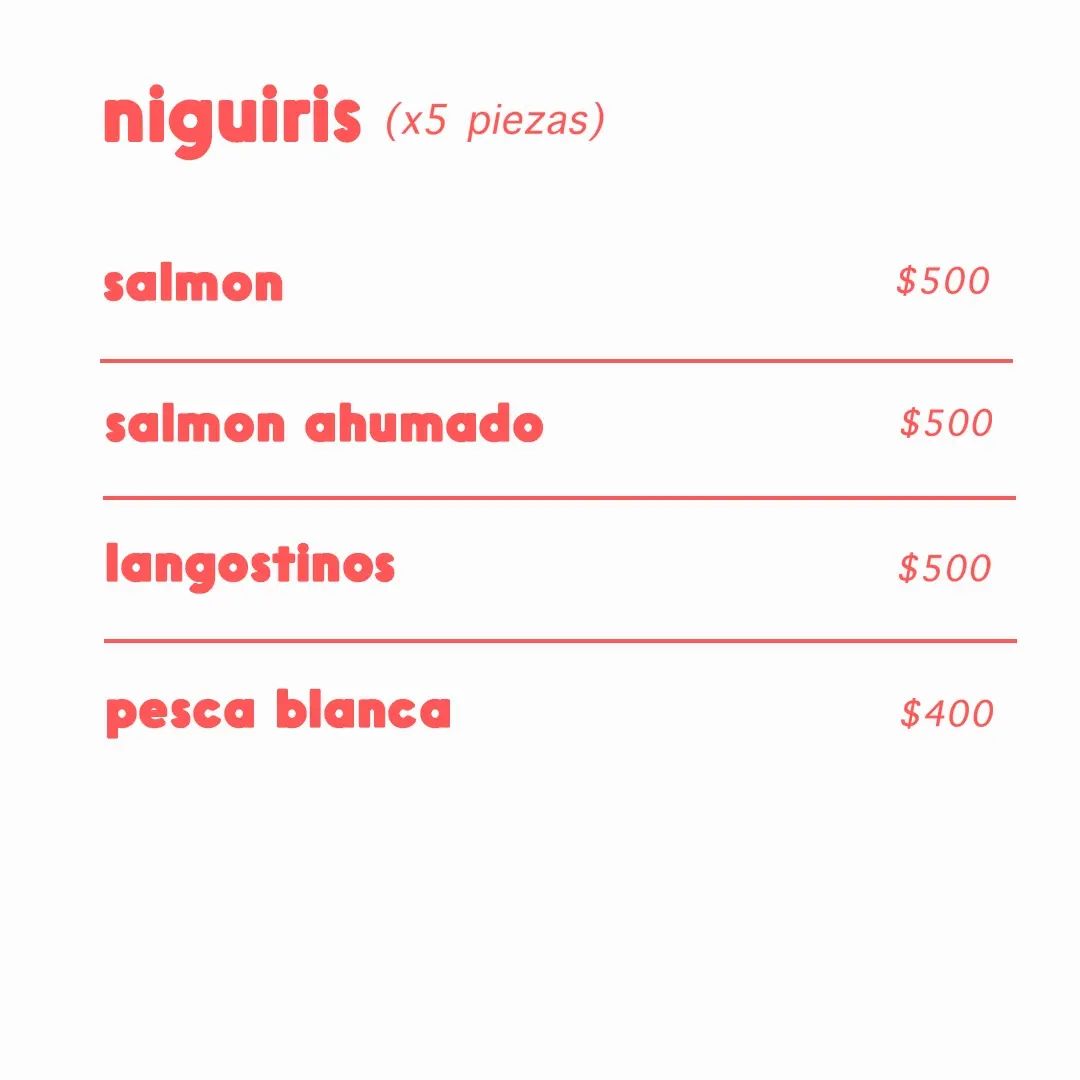 niguiris (x5 piezas)
salmon $500
salmon ahumado $500
langostinos $500
pesca blanca $400